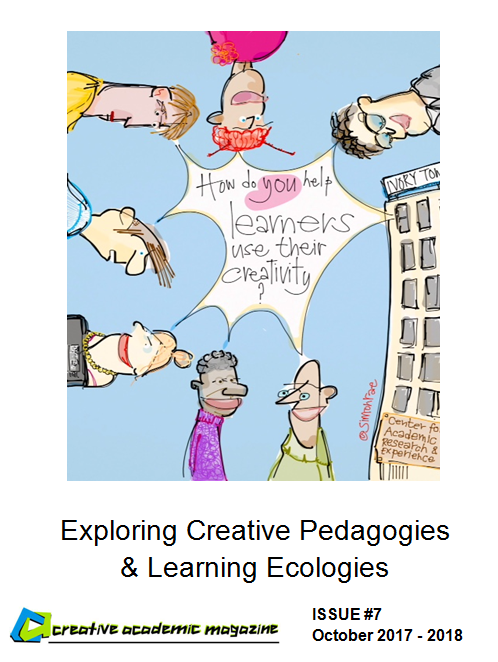 IVORY TOW
How do you help
learners
use their
creativity
?
@simonrae
Center fo
Academic
Research &
Experience
Exploring Creative Pedagogies
& Learning Ecologies
creative academic magazine
ISSUE #7
October 2017 - 2018